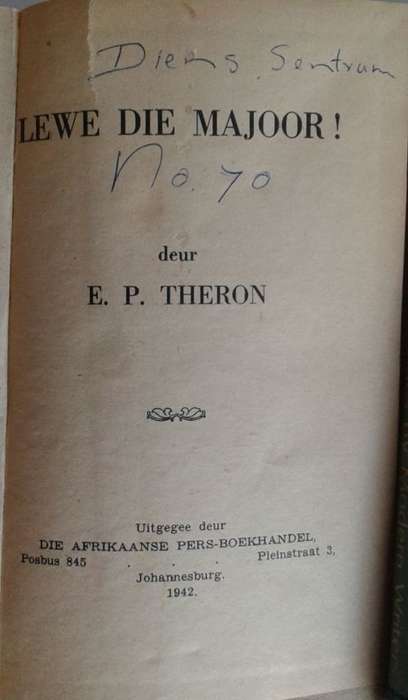 Diens Sentrum
LEWE DIE MAJOOR!
No. 70
deur
E. P. THERON
Uitgegee deur
DIE AFRIKAANSE PERS-BOEKHANDEL,
Posbus 845 . . . Pleinstraat 3,
Johannesburg.
1942.